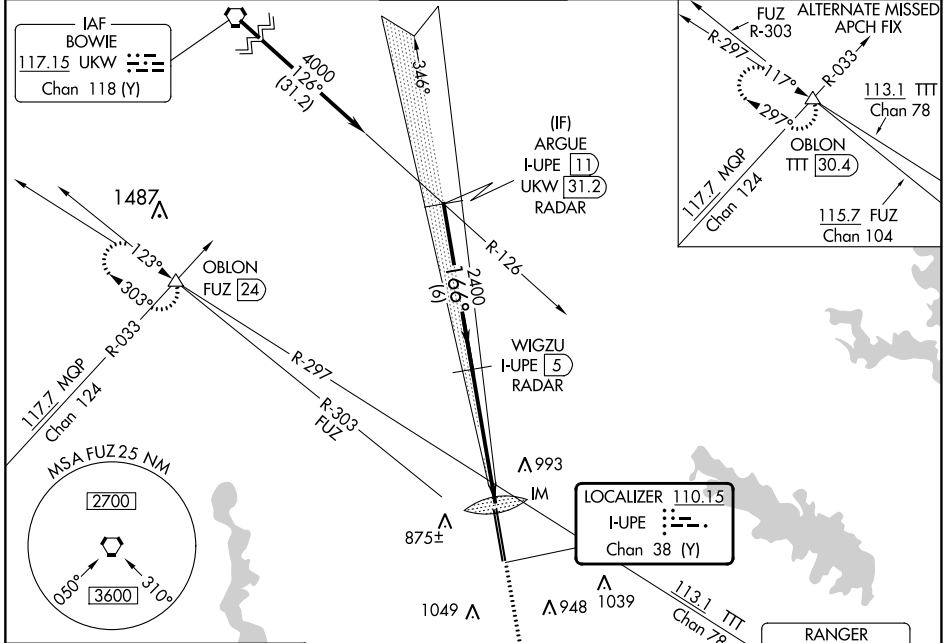 IAF
BOWIE
117.15 UKW
Chan 118 (Y)
4000
126°
(31.2)
346°
(IF)
ARGUE
I-UPE 11
UKW 31.2
RADAR
R-126
2400
166°
(6)
WIGZU
I-UPE 5
RADAR
1487
123°
303°
OBLON
FUZ 24
R-033
117.7 MQP
Chan 124
R-297
R-303
FUZ
MSA FUZ 25 NM
2700
050°
310°
3600
993
IM
875±
LOCALIZER 110.15
I-UPE
Chan 38 (Y)
1049
948
1039
113.1 TTT
Chan 78
RANGER
FUZ
R-303
ALTERNATE MISSED
APCH FIX
R-297
117°
R-033
297°
113.1 TTT
Chan 78
OBLON
TTT 30.4
117.7 MQP
Chan 124
115.7 FUZ
Chan 104